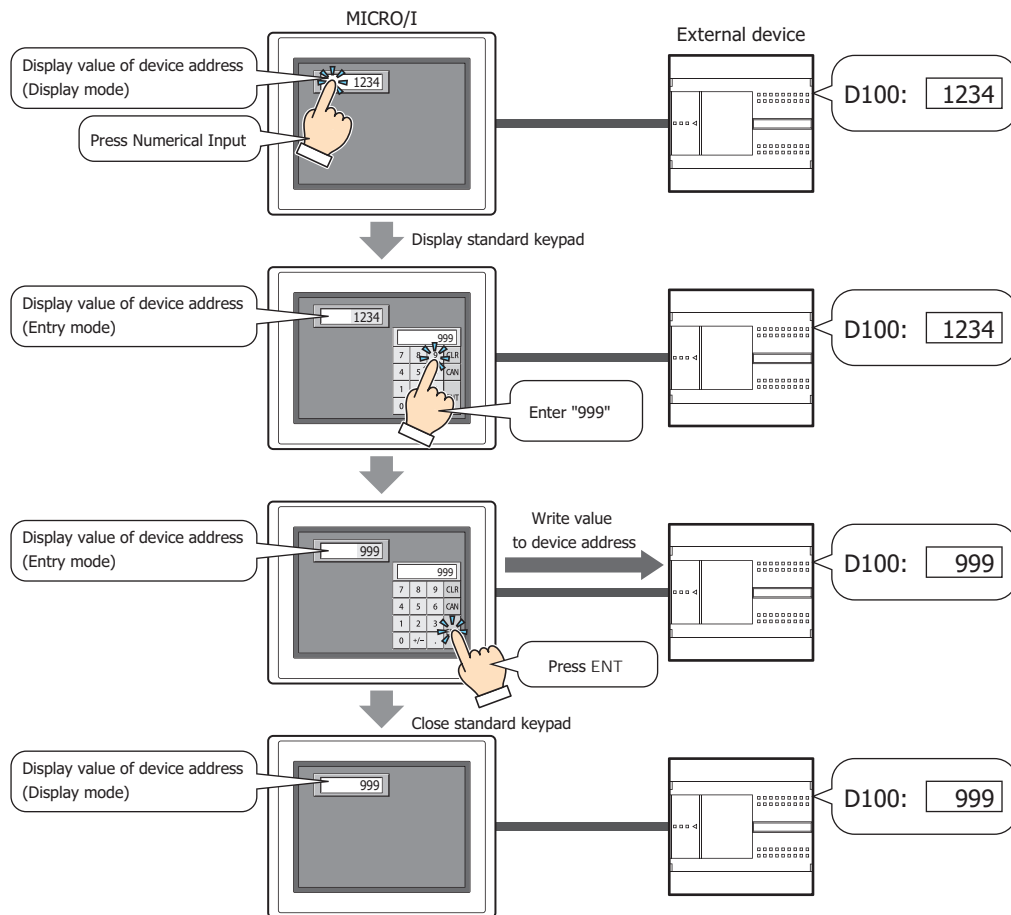 MICRO/I
External device
Display value of device address
(Display mode)
1234
D100: 1234
Press Numerical Input
Display standard keypad
Display value of device address
(Entry mode)
1234
D100: 1234
999
7 8 9 CLR
4 5 CAN
1
0
Enter "999"
Display value of device address
(Entry mode)
999
Write value
to device address
D100: 999
999
7 8 9 CLR
4 5 6 CAN
1 2 3
0 +/- .
Press ENT
Close standard keypad
Display value of device address
(Display mode)
999
D100: 999